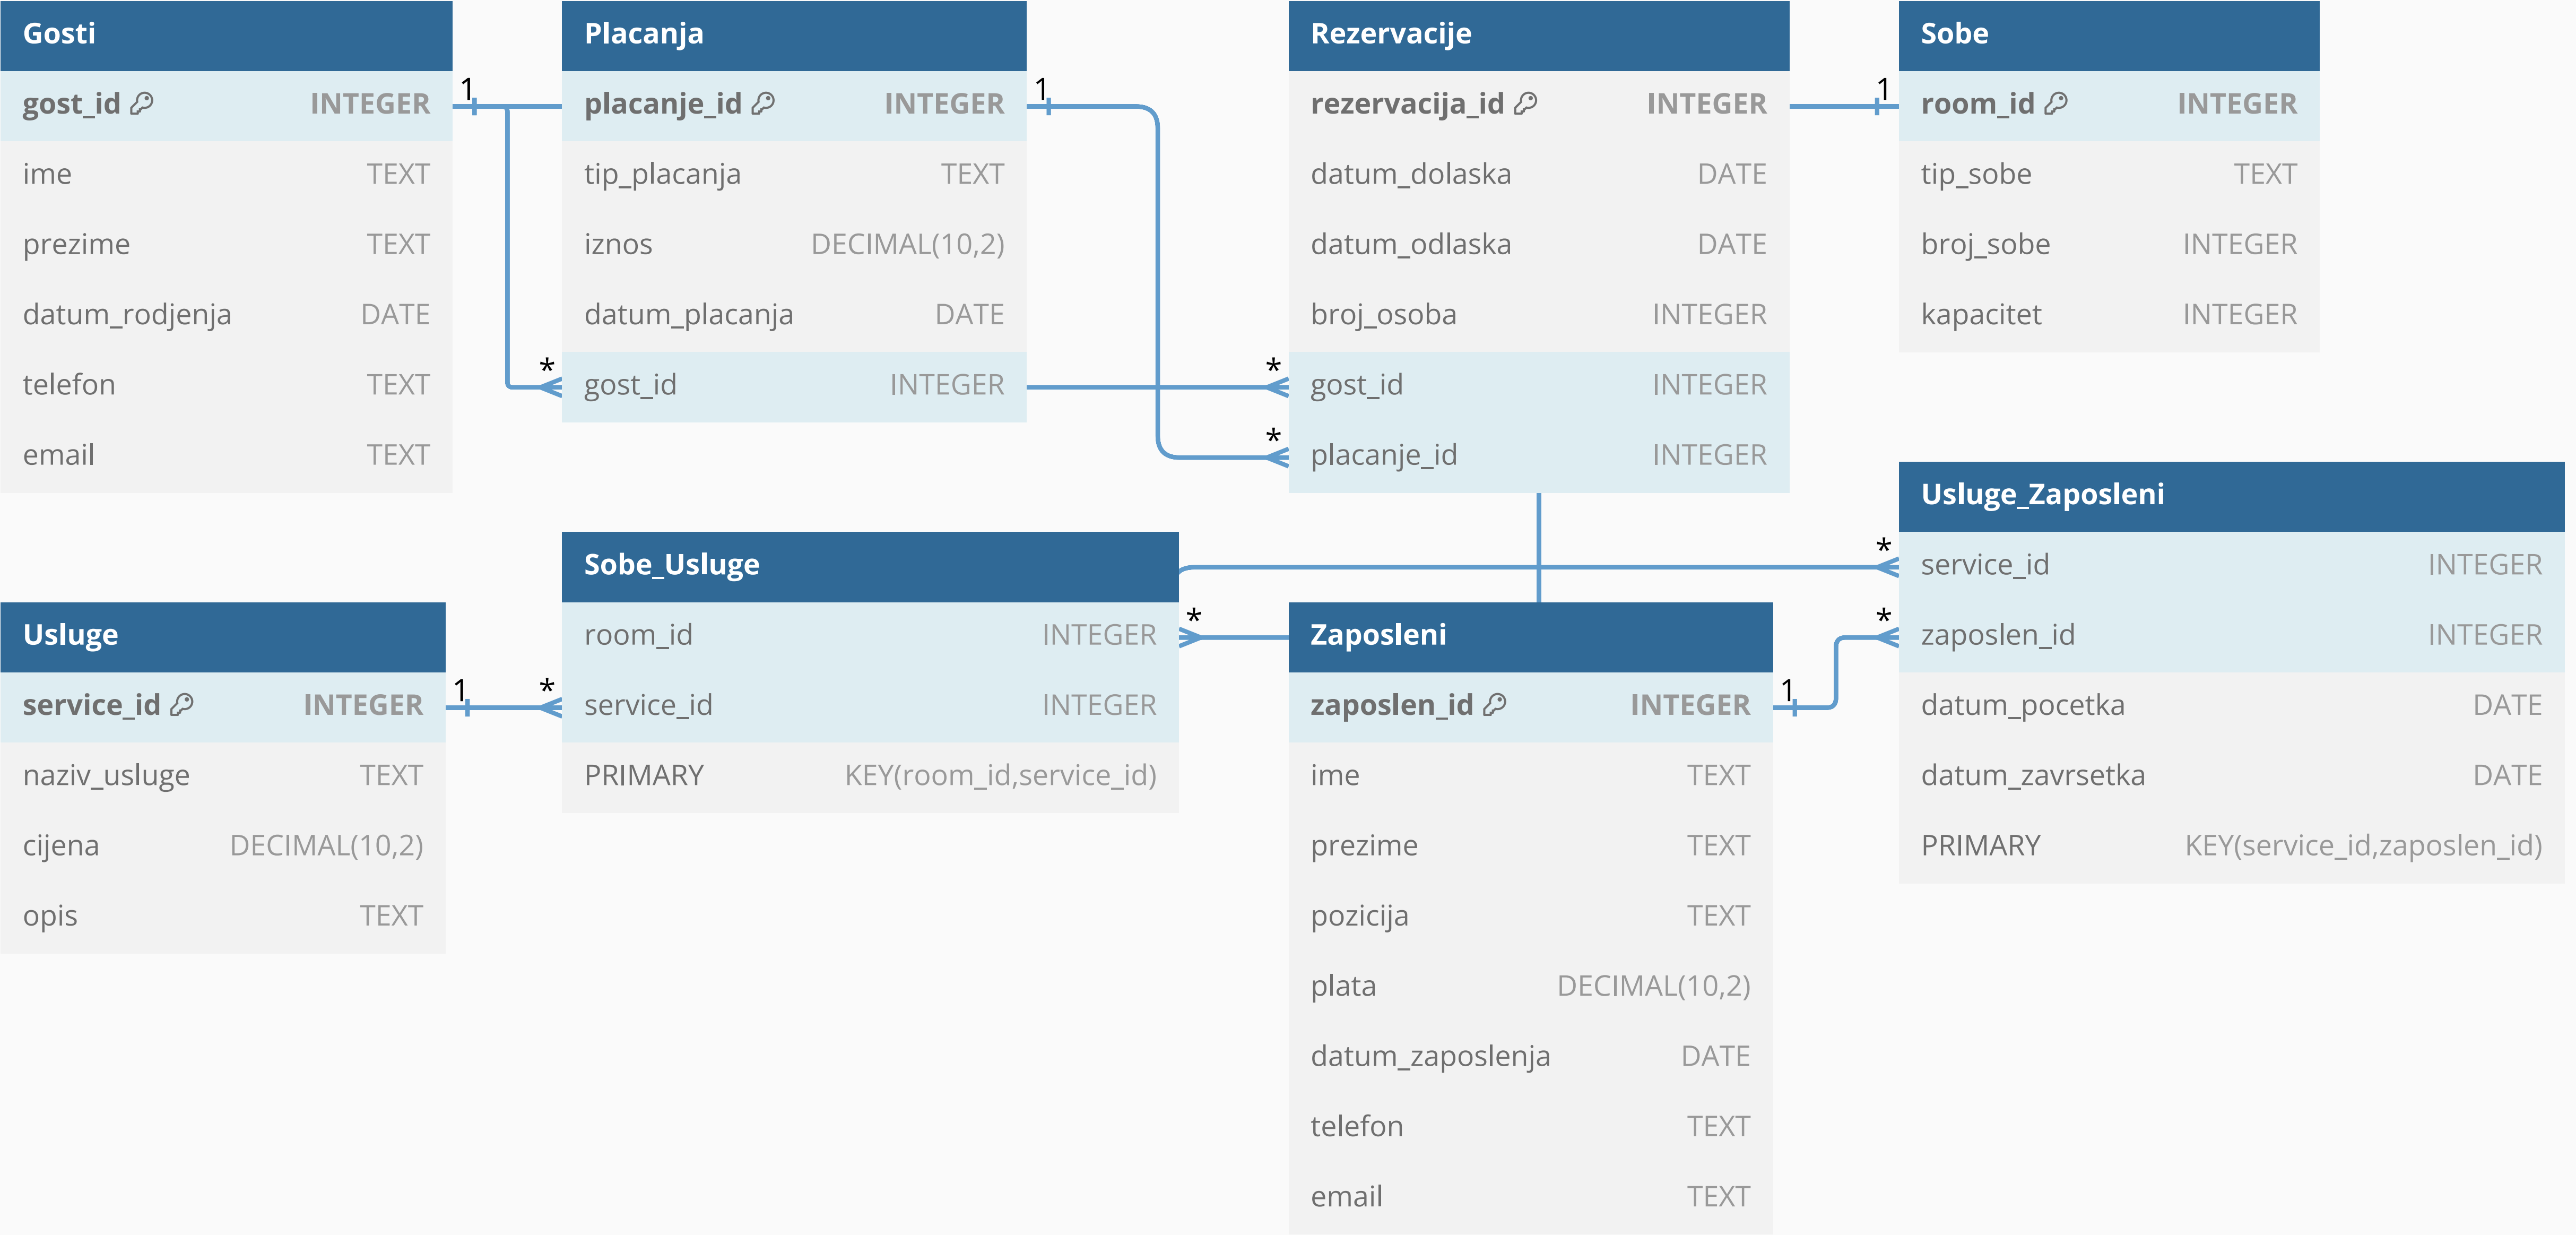 Gosti
gost_id INTEGER
ime TEXT
prezime TEXT
datum_rodjenja DATE
telefon TEXT
email TEXT
1
*
Placanja
placanje_id INTEGER
tip_placanja TEXT
iznos DECIMAL(10,2)
datum_placanja DATE
gost_id INTEGER
1
*
*
Rezervacije
rezervacija_id INTEGER
datum_dolaska DATE
datum_odlaska DATE
broj_osoba INTEGER
gost_id INTEGER
placanje_id INTEGER
1
Sobe
room_id INTEGER
tip_sobe TEXT
broj_sobe INTEGER
kapacitet INTEGER
Usluge
service_id INTEGER
naziv_usluge TEXT
cijena DECIMAL(10,2)
opis TEXT
1
*
Sobe_Usluge
room_id INTEGER
service_id INTEGER
PRIMARY KEY(room_id,service_id)
*
Zaposleni
zaposlen_id INTEGER
ime TEXT
prezime TEXT
pozicija TEXT
plata DECIMAL(10,2)
datum_zaposlenja DATE
telefon TEXT
email TEXT
1
*
*
Usluge_Zaposleni
service_id INTEGER
zaposlen_id INTEGER
datum_pocetka DATE
datum_zavrsetka DATE
PRIMARY KEY(service_id,zaposlen_id)